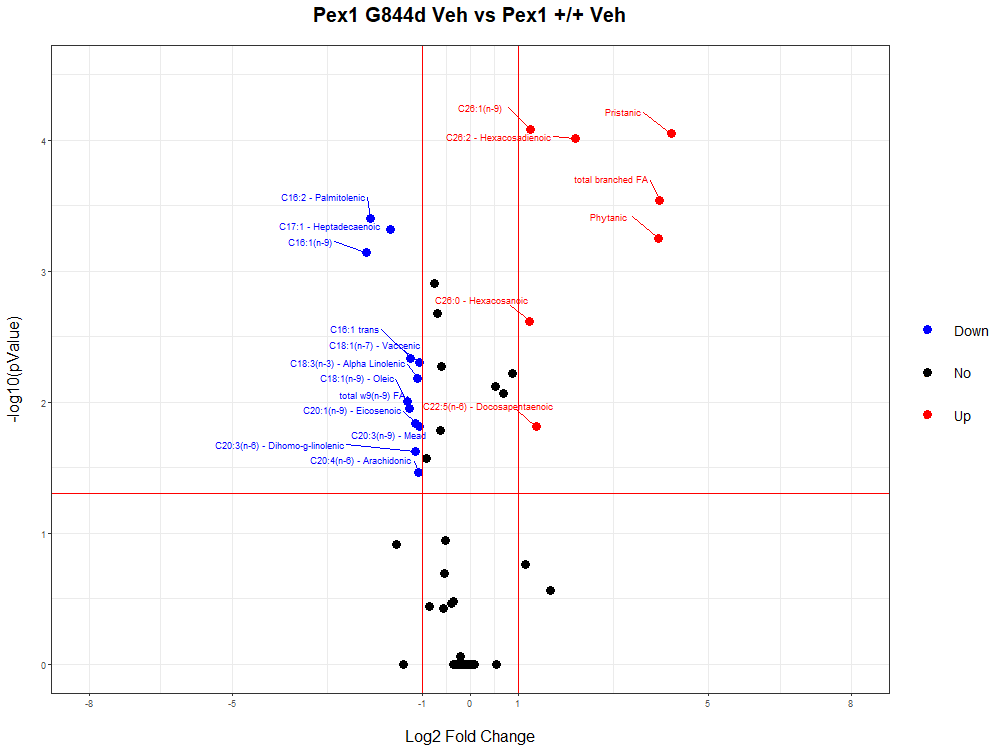 Pex1 G844d Veh vs Pex1 +/+ Veh
C26:1(n-9)
Pristanic
C26:2 - Hexacosadienoic
total branched FA
C16:2 - Palmitolenic
Phytanic
C17:1 - Heptadecaenoic
C16:1(n-9)
C26:0 - Hexacosanoic
C16:1 trans
C18:1(n-7) - Vaccenic
C18:3(n-3) - Alpha Linolenic
C18:1(n-9) - Oleic
total w9(n-9) FA
C22:5(n-6) - Docosapentaenoic
C20:1(n-9) - Eicosenoic
C20:3(n-9) - Mead
C20:3(n-6) - Dihomo-g-linolenic
C20:4(n-6) - Arachidonic
4
3
2
1
0
-log10(pValue)
-8
-5
-1
0
1
5
8
Log2 Fold Change
Down
No
Up